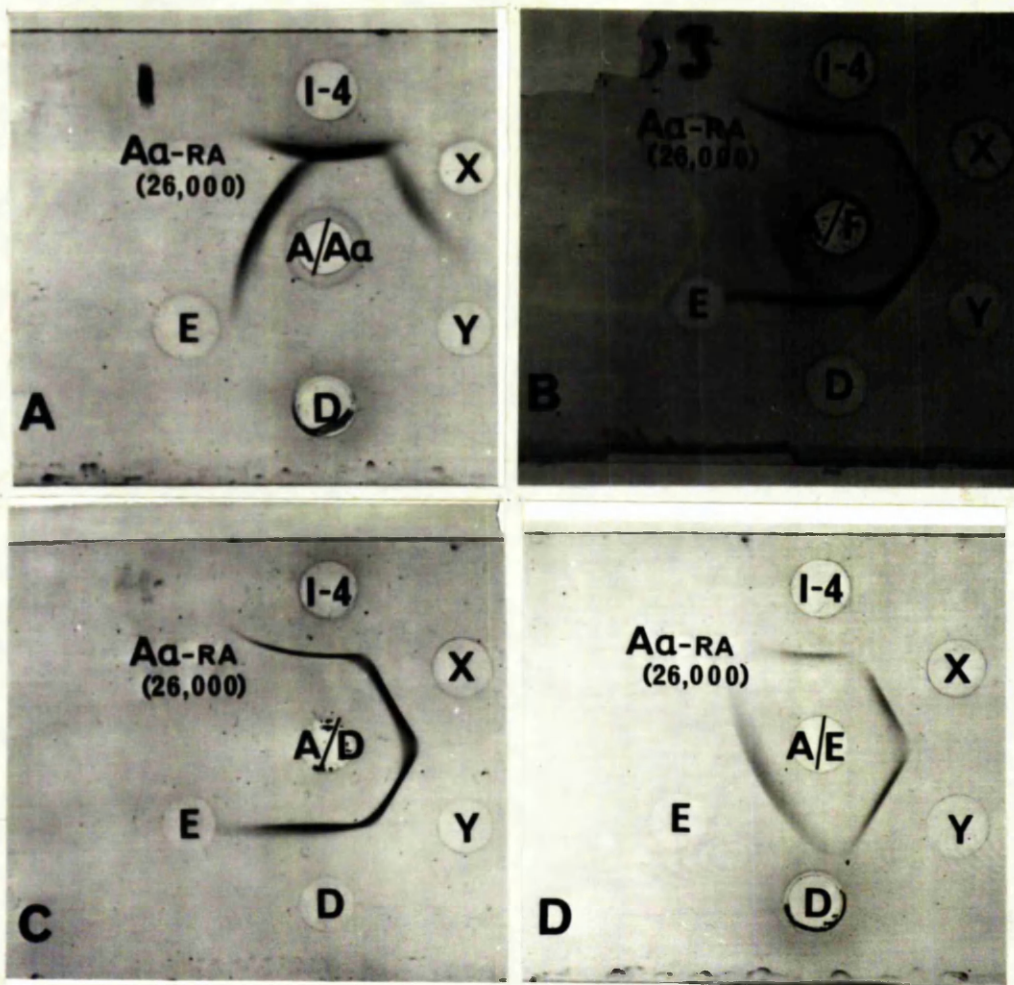 I-4
Aa-RA
(26,000)
X
A/Aa
E
Y
D
A
I-4
Aa-RA
(26,000)
X
E
Y
D
B
I-4
Aa-RA
(26,000)
X
A/D
E
Y
D
C
I-4
Aa-RA
(26,000)
X
A/E
E
Y
D
D